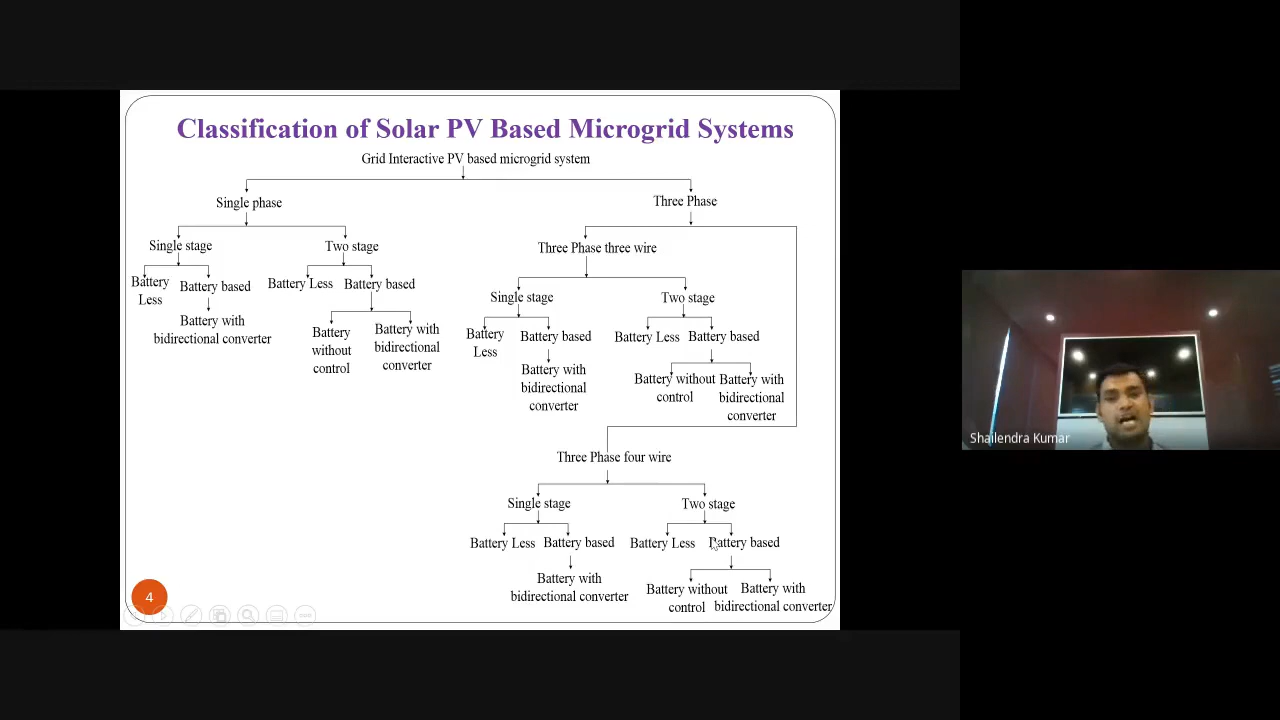 Classification of Solar PV Based Microgrid Systems
Grid Interactive PV based microgrid system
Single phase
Three Phase
Single stage
Two stage
Three Phase three wire
Battery
Less
Battery based
Battery Less
Battery based
Battery with
bidirectional converter
Battery
without
control
Battery with
bidirectional
converter
Single stage
Two stage
Battery
Less
Battery based
Battery Less
Battery based
Battery with
bidirectional
converter
Battery without
control
Battery with
bidirectional
converter
Three Phase four wire
Single stage
Two stage
Battery Less
Battery based
Battery Less
Battery based
Battery with
bidirectional converter
Battery without
control
Battery with
bidirectional converter
4
Shailendra Kumar